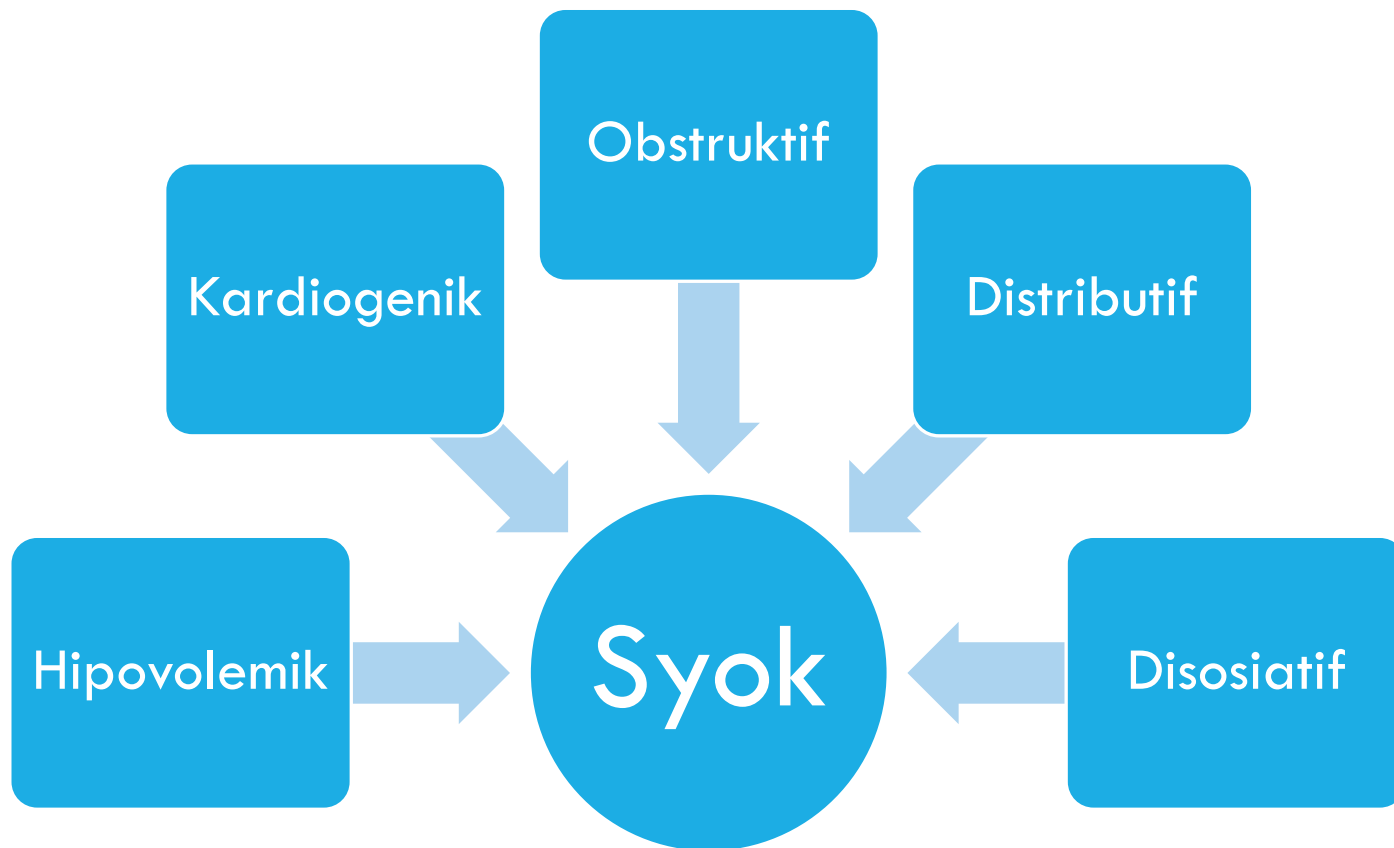 Obstruktif
Kardiogenik
Distributif
Hipovolemik
Syok
Disosiatif